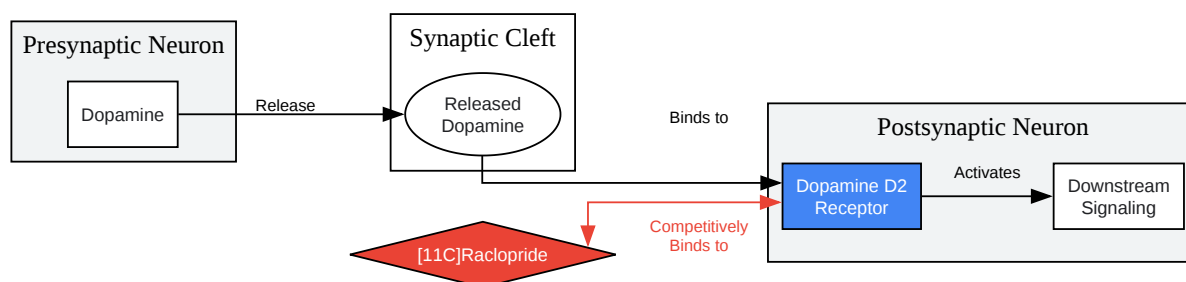 Presynaptic Neuron
Dopamine
Release
Synaptic Cleft
Released
Dopamine
Binds to
Postsynaptic Neuron
Dopamine D2
Receptor
Activates
Downstream
Signaling
Competitively
Binds to
[11C]Raclopride